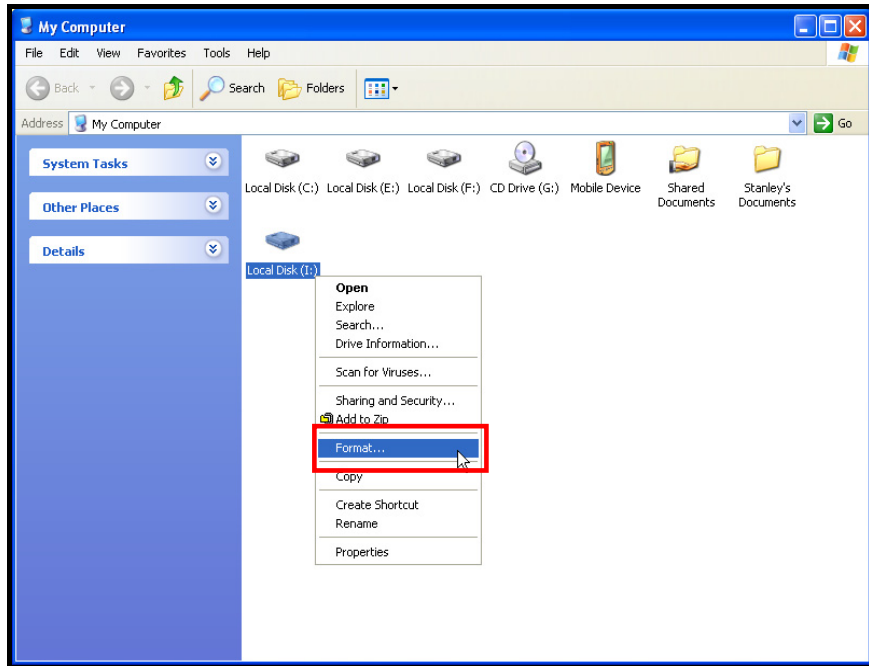 My Computer
File Edit View Favorites Tools Help
Back Search Folders
Address My Computer Go
System Tasks
Other Places
Details
Local Disk (C:) Local Disk (E:) Local Disk (F:) CD Drive (G:) Mobile Device Shared Documents Stanley's Documents
Local Disk (I:)
Open
Explore
Search...
Drive Information...
Scan for Viruses...
Sharing and Security...
Add to Zip
Format...
Copy
Create Shortcut
Rename
Properties